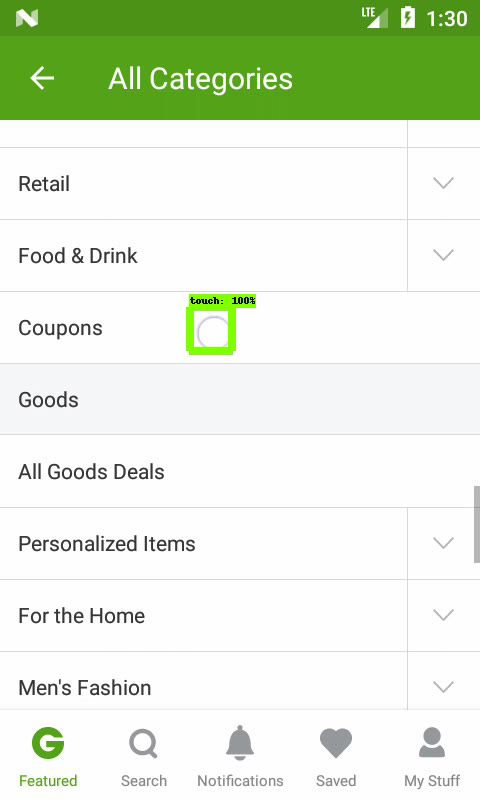 LTE 1:30
All Categories
Retail
Food & Drink
touch: 100%
Coupons
Goods
All Goods Deals
Personalized Items
For the Home
Men's Fashion
G
Featured Search Notifications Saved My Stuff